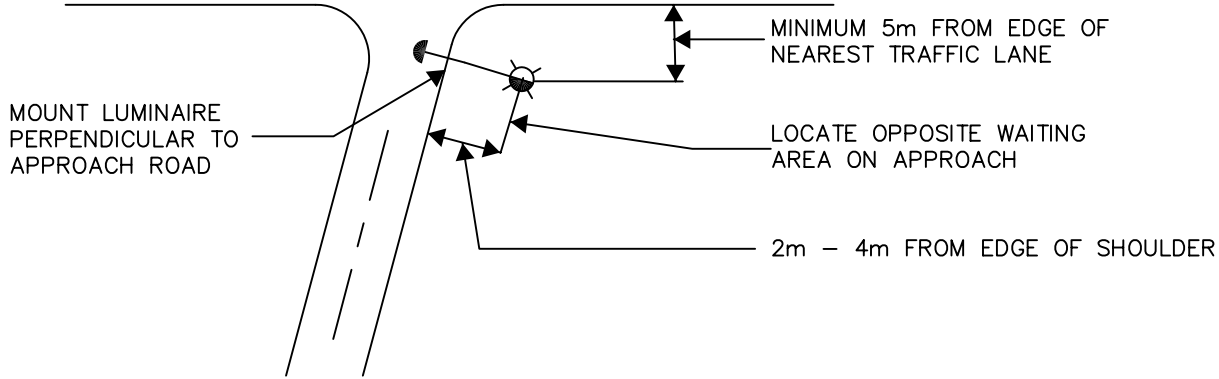 MINIMUM 5m FROM EDGE OF
NEAREST TRAFFIC LANE
MOUNT LUMINAIRE
PERPENDICULAR TO
APPROACH ROAD
LOCATE OPPOSITE WAITING
AREA ON APPROACH
2m – 4m FROM EDGE OF SHOULDER